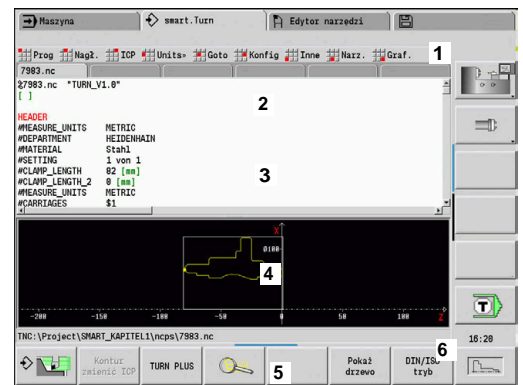 Maszyna
smart.Turn
Edytor narzędzi
Prog Nagł. ICP Units» Goto Konfig Inne Narz. Graf. 1
7983.nc
27983.nc "TURN_V1.0"
[ ]
2
HEADER
#MEASURE_UNITS METRIC
#DEPARTMENT HEIDENHAIN
#MATERIAL Stahl
#SETTING 1 von 1
#CLAMP_LENGTH 82 [mm]
#CLAMP_LENGTH_2 0 [mm]
#MEASURE_UNITS METRIC
#CARRIAGES $1
3
X
Ø100
4
-200 -150 -100 -50 0 50 100 Z
T
TNC:\Project\SMART_KAPITEL1\ncps\7983.nc
16:20
Kontur zmienić ICP
TURN PLUS
5
Pokaż drzewo
DIN/ISO tryb
6